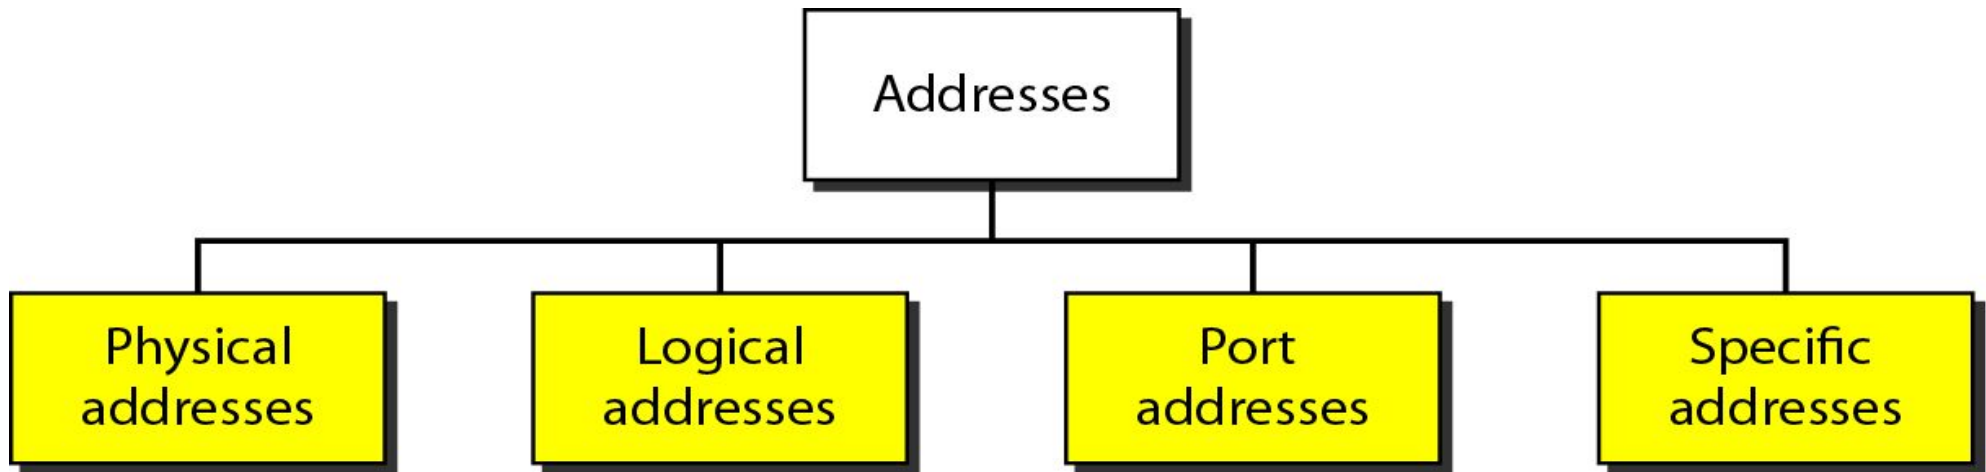 Addresses
Physical
addresses
Logical
addresses
Port
addresses
Specific
addresses